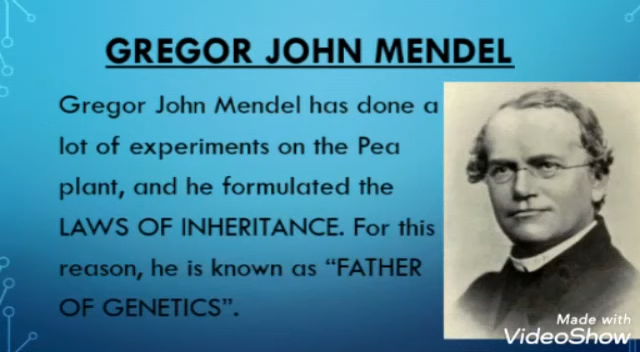 GREGOR JOHN MENDEL
Gregor John Mendel has done a
lot of experiments on the Pea
plant, and he formulated the
LAWS OF INHERITANCE. For this
reason, he is known as “FATHER
OF GENETICS”.
Made with
VideoShow